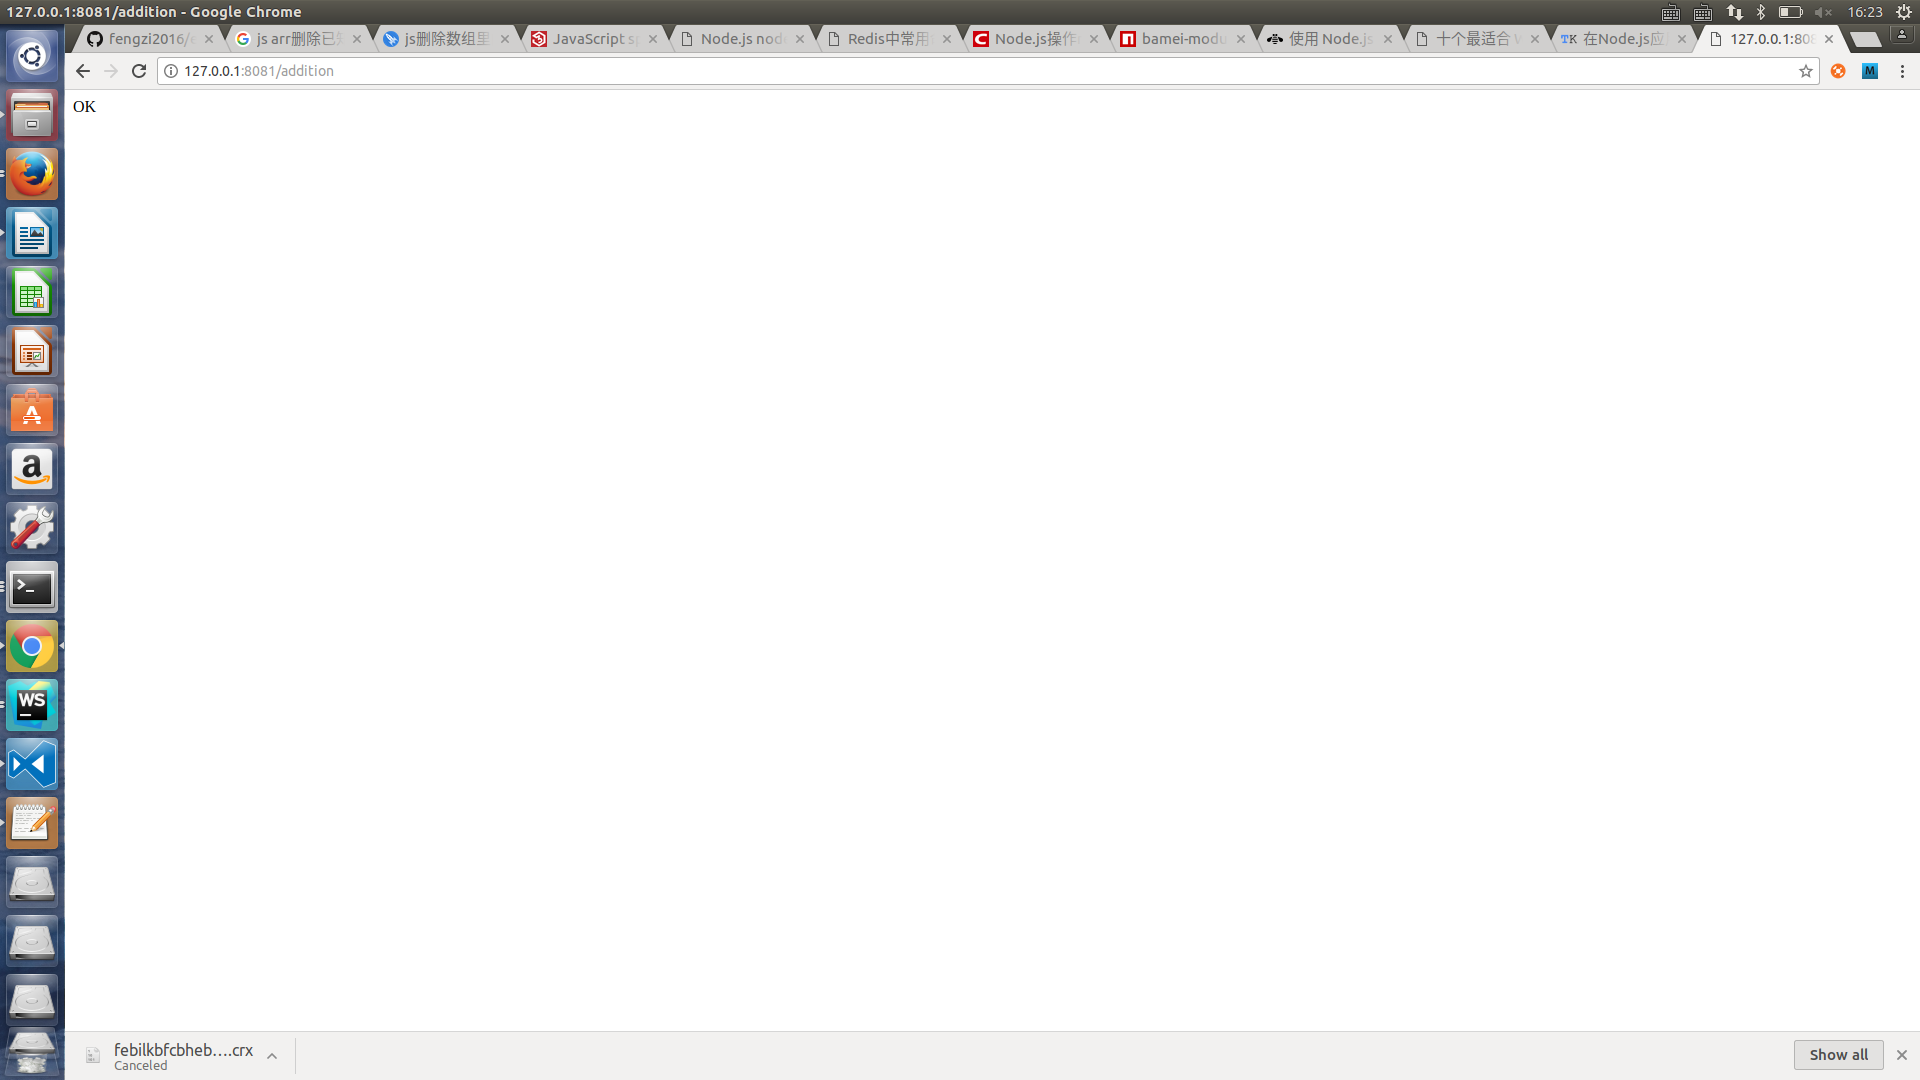 127.0.0.1:8081/addition - Google Chrome
16:23
fengzi2016/
js arr删除已
js删除数组里
JavaScript s
Node.js nod
Redis中常用
Node.js操作
bamei-modu
使用 Node.js
十个最适合
TK 在Node.js应
127.0.0.1:808
127.0.0.1:8081/addition
M
OK
a
>_
WS
febilkbfcbheb....crx
Canceled
Show all